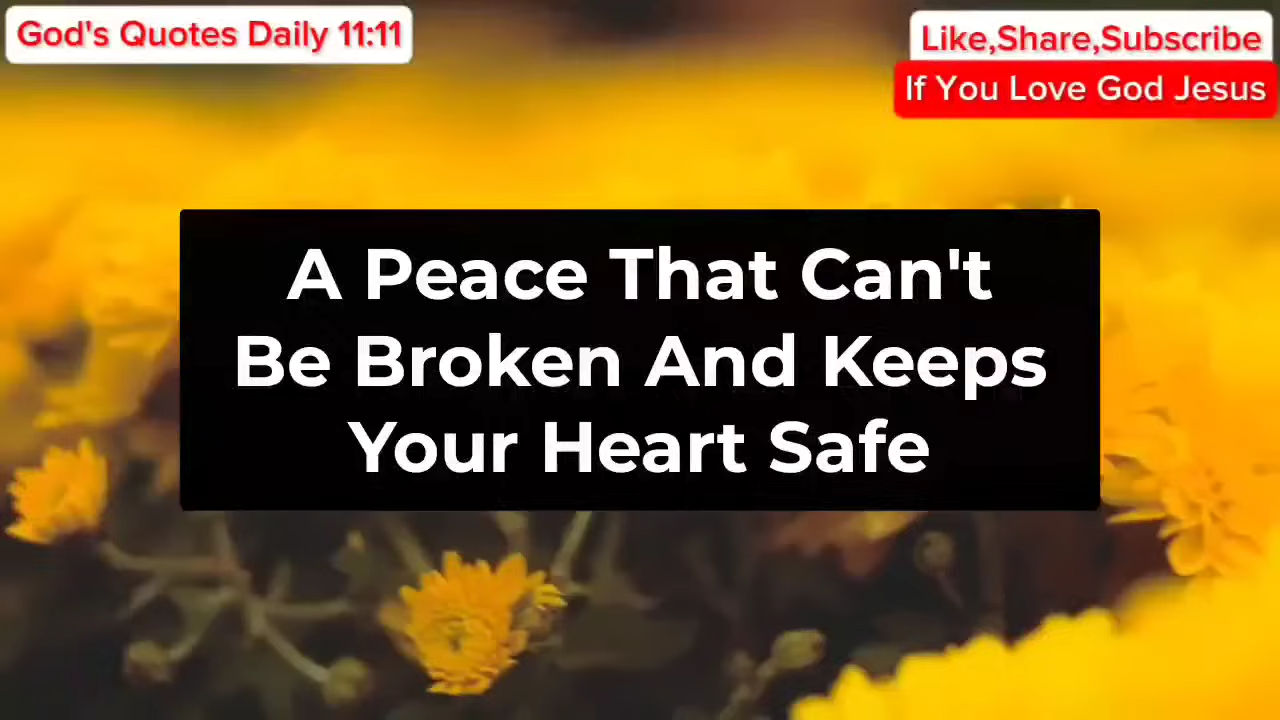 God's Quotes Daily 11:11
Like,Share,Subscribe
If You Love God Jesus
A Peace That Can't
Be Broken And Keeps
Your Heart Safe